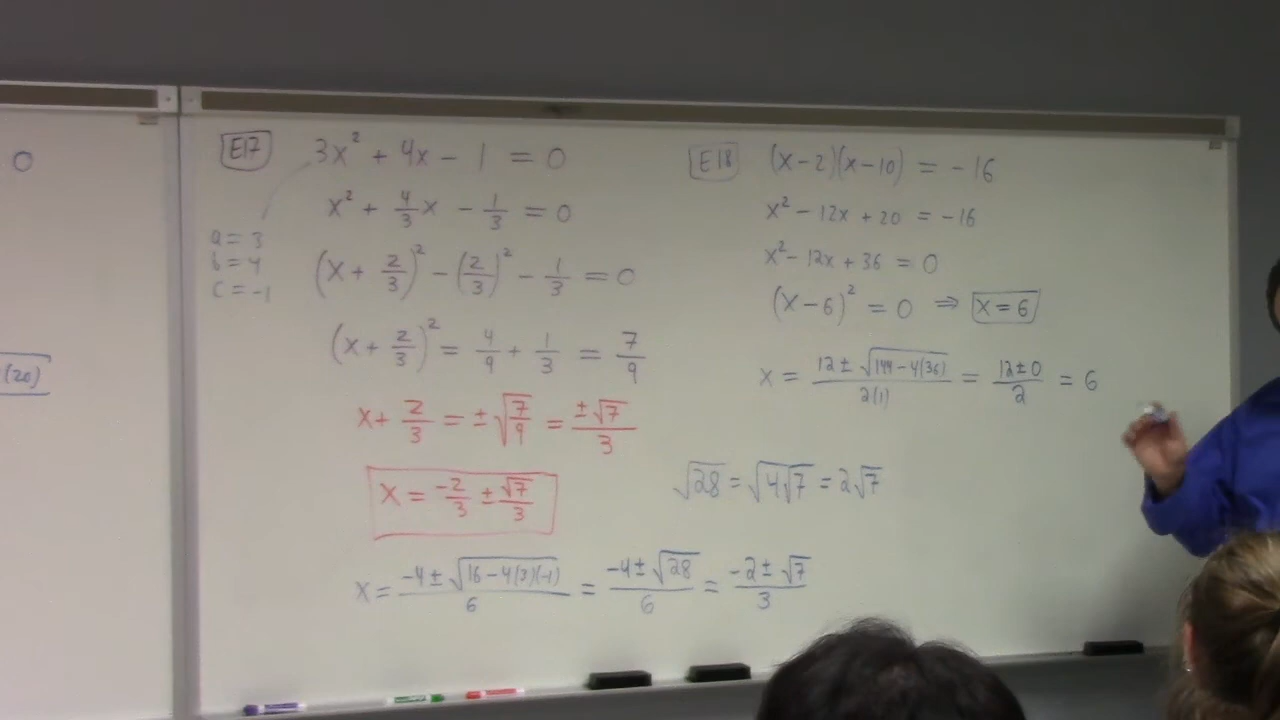 0
(20)
E17 3x² + 4x - 1 = 0
x² + 4/3 x - 1/3 = 0
a = 3
b = 4
c = -1
(x + 2/3)² - (2/3)² - 1/3 = 0
(x + 2/3)² = 4/9 + 1/3 = 7/9
x + 2/3 = ±√(7/9) = ±√7/3
x = -2/3 ± √7/3
x = (-4 ± √(16 - 4(3)(-1)))/6 = (-4 ± √28)/6 = (-2 ± √7)/3
E18 (x-2)(x-10) = -16
x² - 12x + 20 = -16
x² - 12x + 36 = 0
(x-6)² = 0 ⇒ x = 6
x = (12 ± √(144 - 4(36)))/2(1) = (12 ± 0)/2 = 6
√28 = √4√7 = 2√7